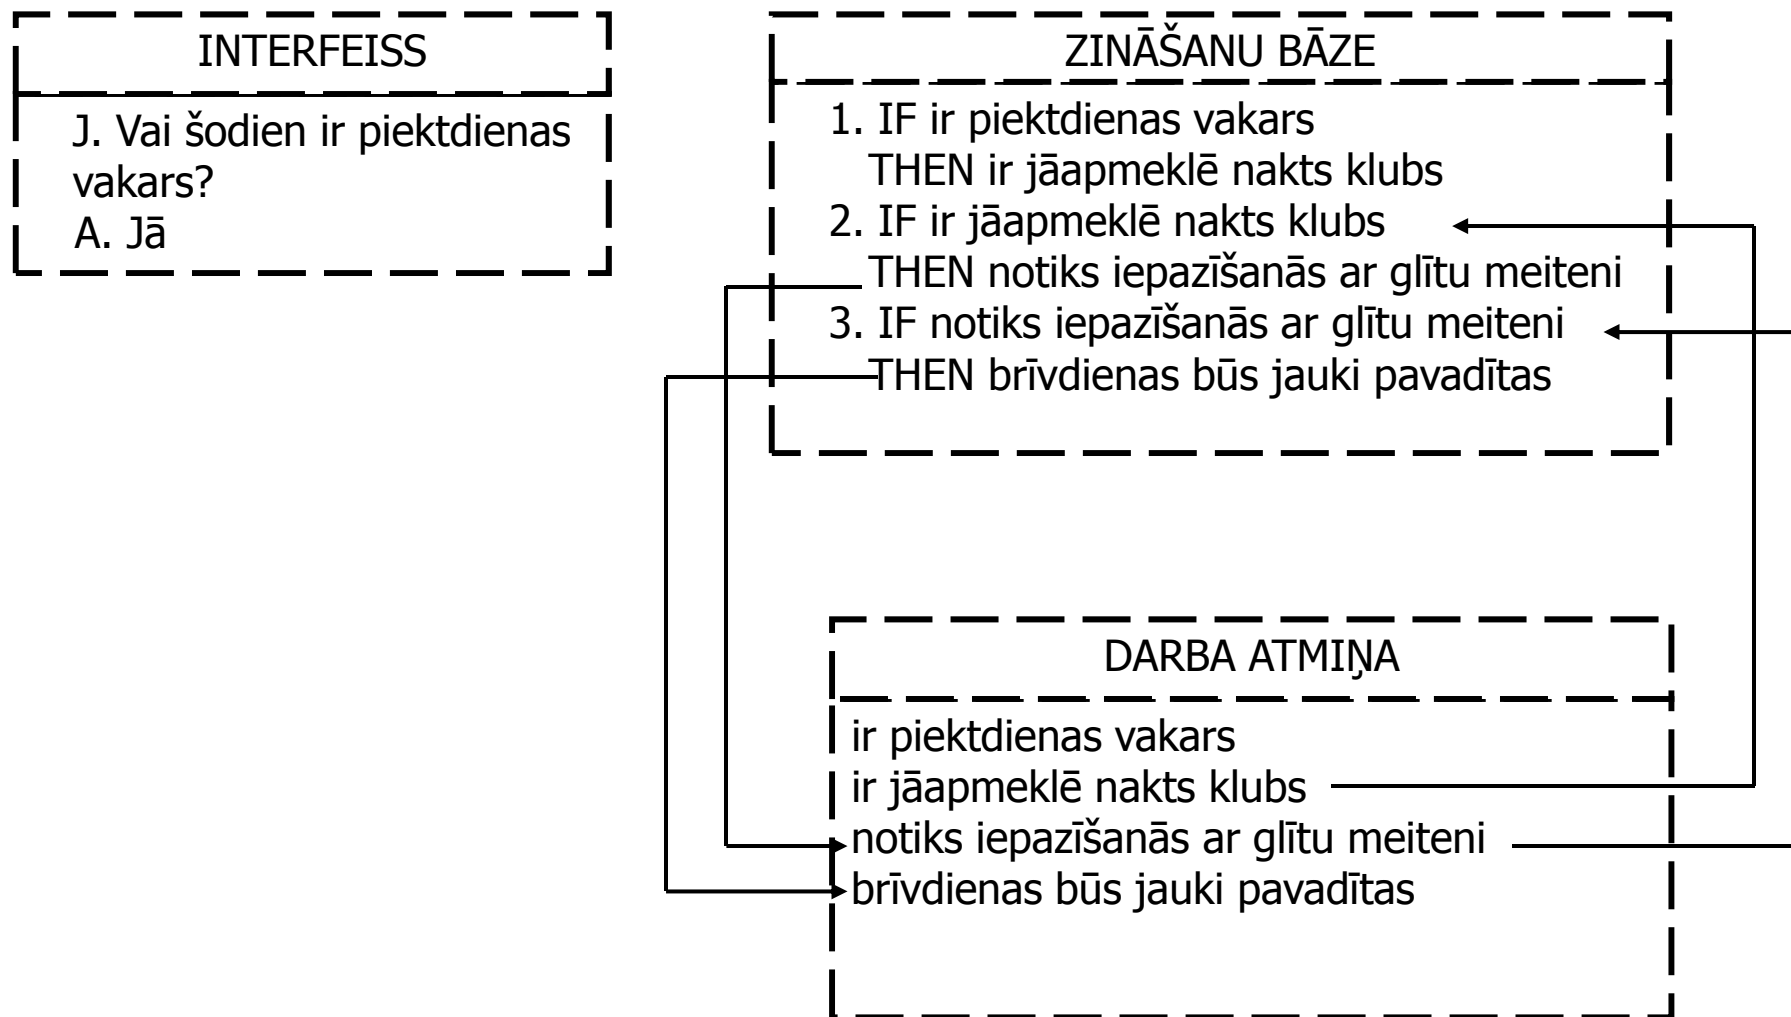 INTERFEISS
J. Vai šodien ir piektdienas
vakars?
A. Jā
ZINĀŠANU BĀZE
1. IF ir piektdienas vakars
THEN ir jāapmeklē nakts klubs
2. IF ir jāapmeklē nakts klubs
THEN notiks iepazīšanās ar glītu meiteni
3. IF notiks iepazīšanās ar glītu meiteni
THEN brīvdienas būs jauki pavadītas
DARBA ATMIŅA
ir piektdienas vakars
ir jāapmeklē nakts klubs
notiks iepazīšanās ar glītu meiteni
brīvdienas būs jauki pavadītas